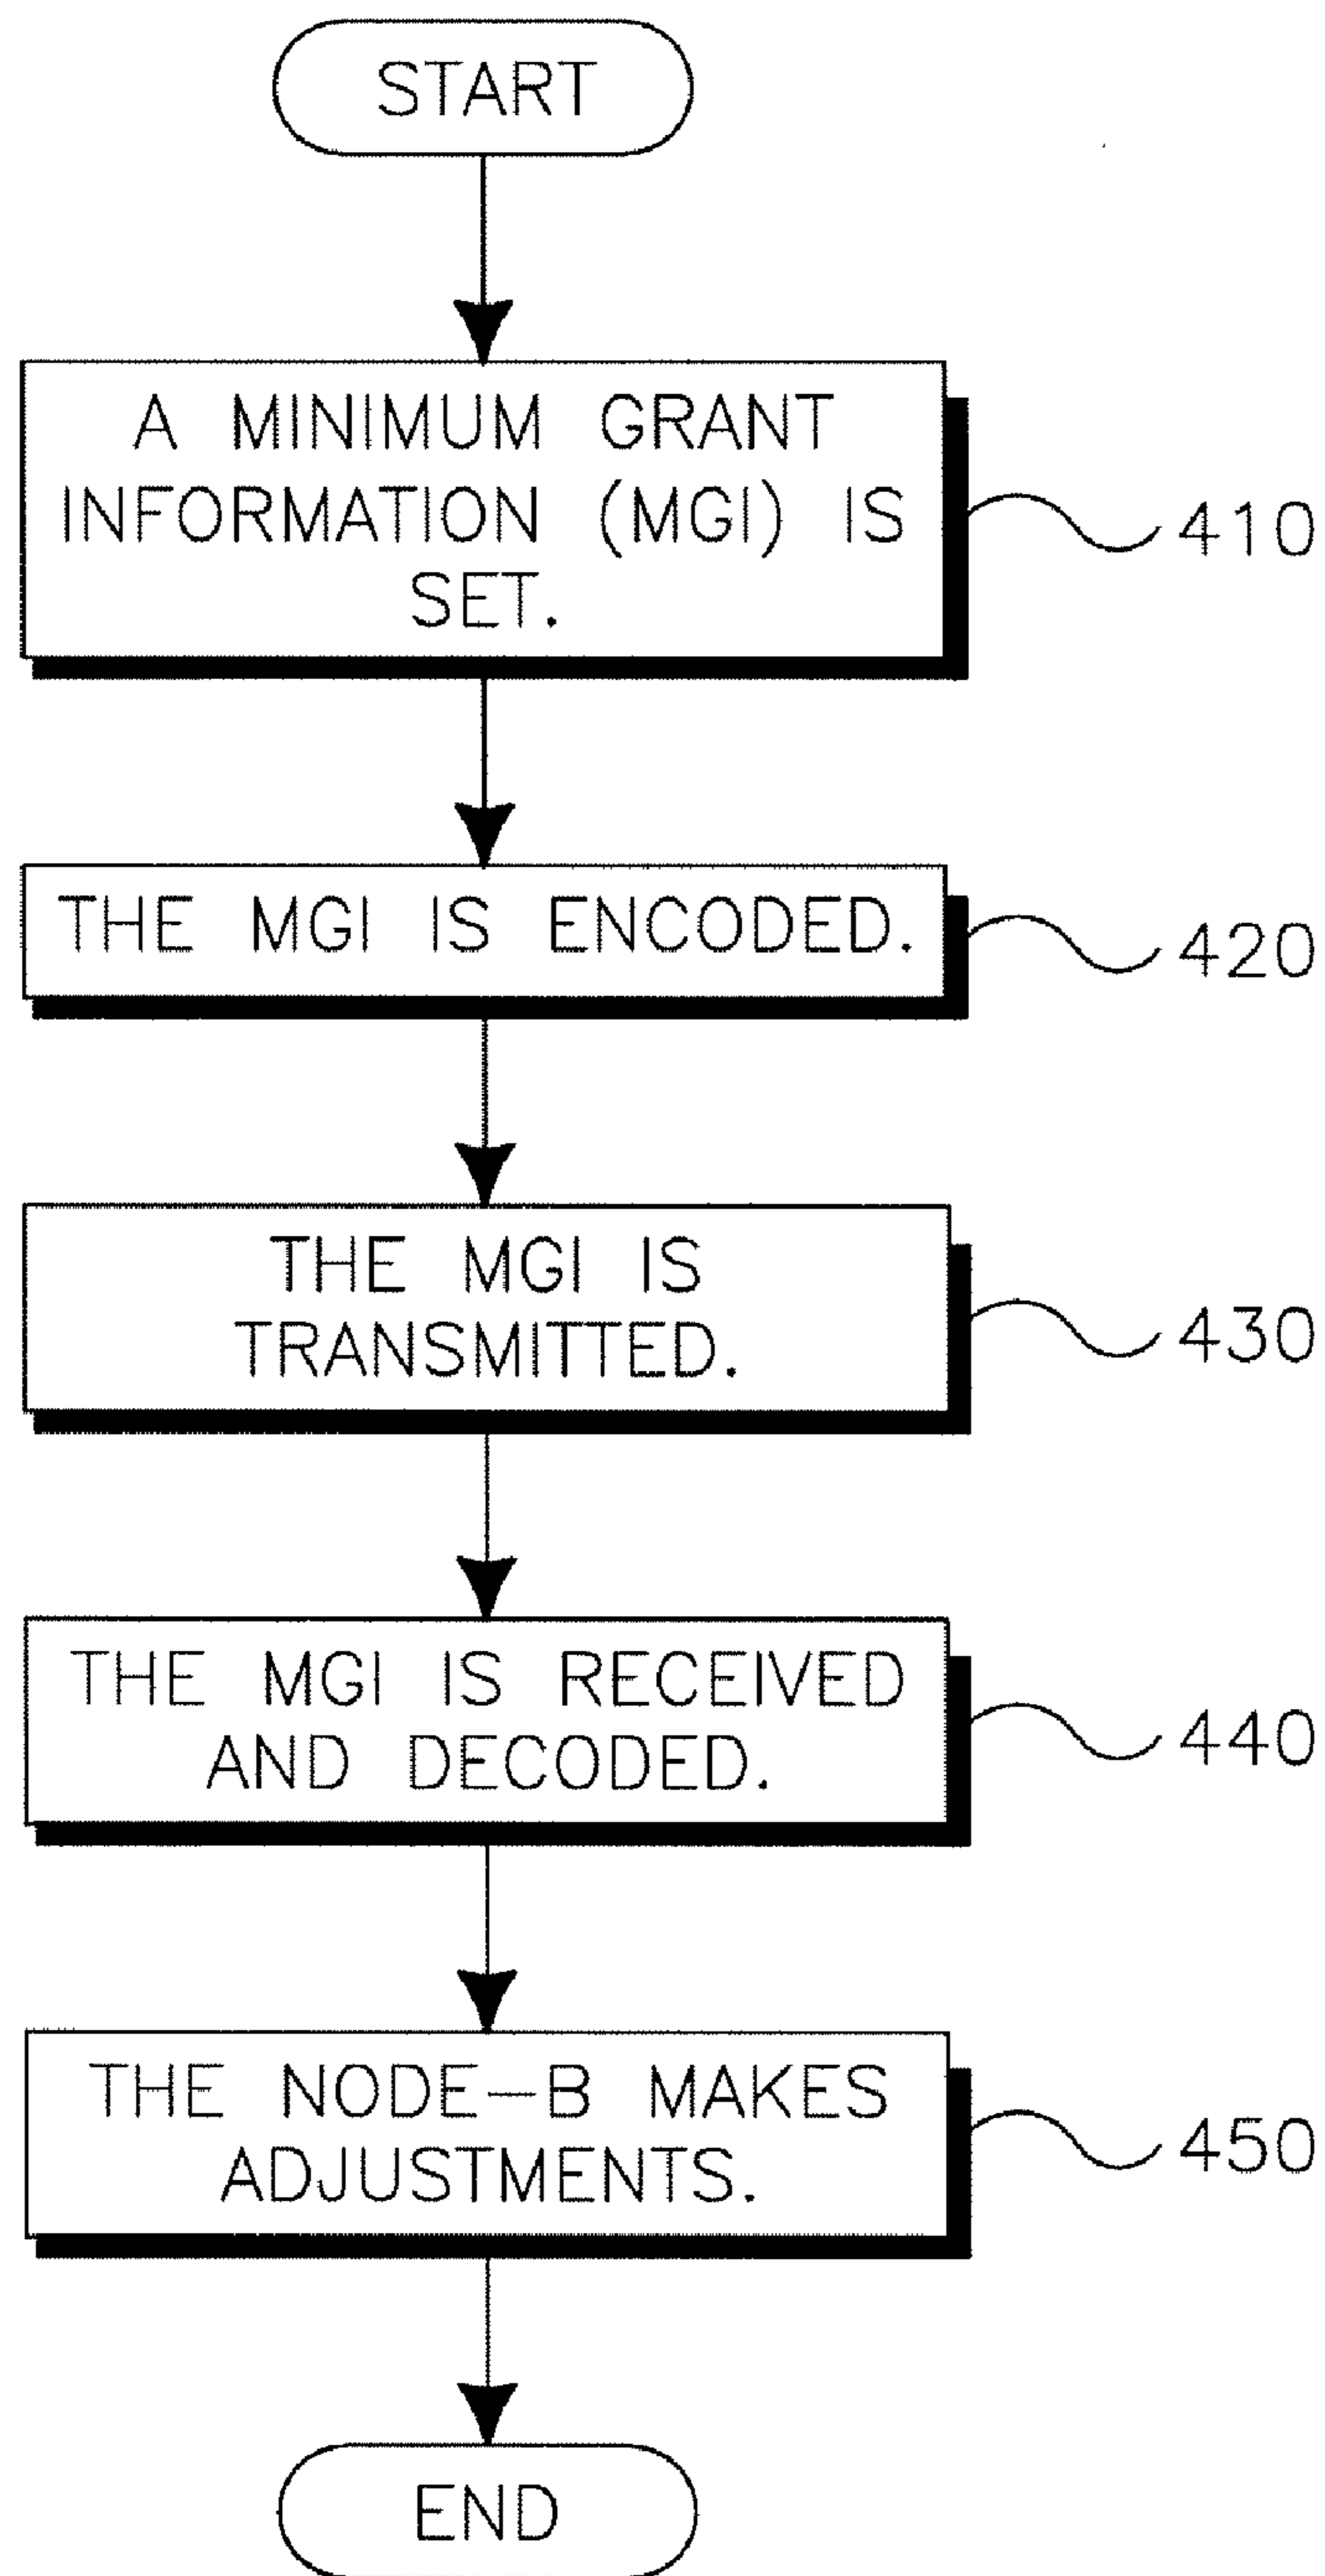 START
A MINIMUM GRANT
INFORMATION (MGI) IS
SET.
410
THE MGI IS ENCODED.
420
THE MGI IS
TRANSMITTED.
430
THE MGI IS RECEIVED
AND DECODED.
440
THE NODE-B MAKES
ADJUSTMENTS.
450
END